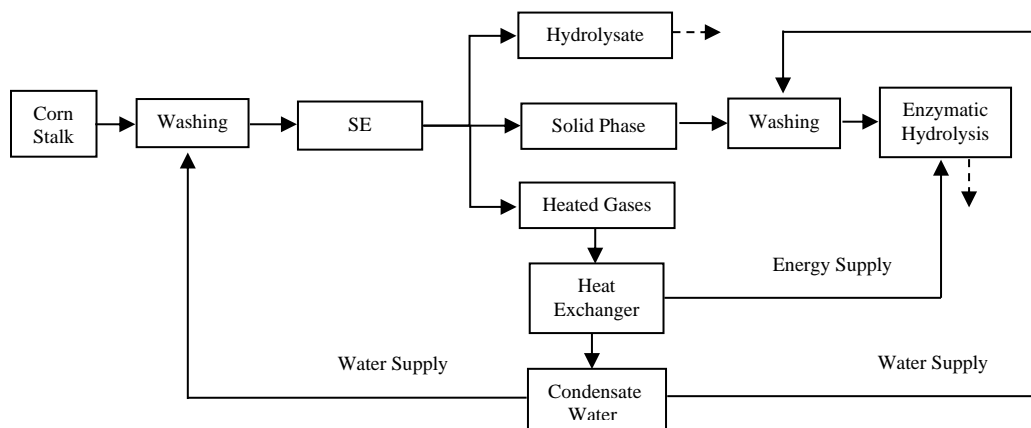 Hydrolysate
Corn
Stalk
Washing
SE
Solid Phase
Washing
Enzymatic
Hydrolysis
Heated Gases
Energy Supply
Heat
Exchanger
Water Supply
Water Supply
Condensate
Water